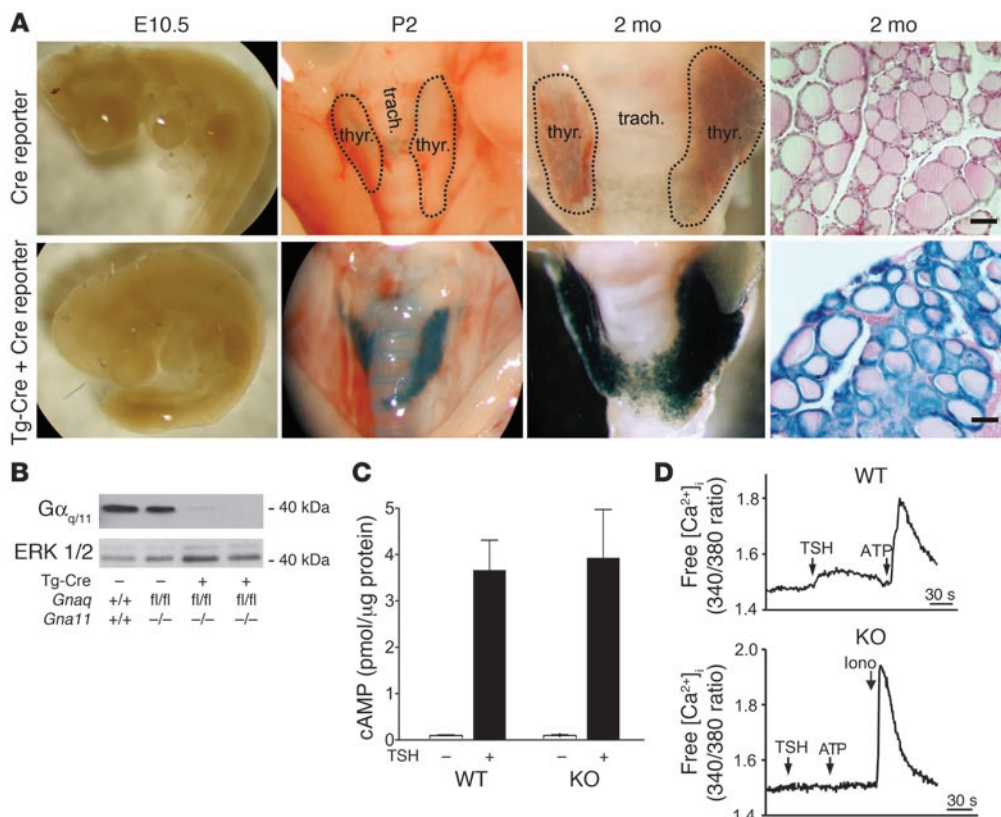 A
E10.5
P2
2 mo
2 mo
Cre reporter
thyr.
trach.
thyr.
thyr.
trach.
thyr.
Tg-Cre + Cre reporter
B
Gαq/11
- 40 kDa
ERK 1/2
- 40 kDa
Tg-Cre – – + +
Gnaq +/+ fl/fl fl/fl fl/fl
Gna11 +/+ –/– –/– –/–
C
cAMP (pmol/μg protein)
6
5
4
3
2
1
0
TSH – + – +
WT KO
D
WT
Free [Ca2+]i
(340/380 ratio)
1.8
1.6
1.4
TSH
ATP
30 s
KO
Free [Ca2+]i
(340/380 ratio)
2.0
1.8
1.6
1.4
Iono
TSH
ATP
30 s